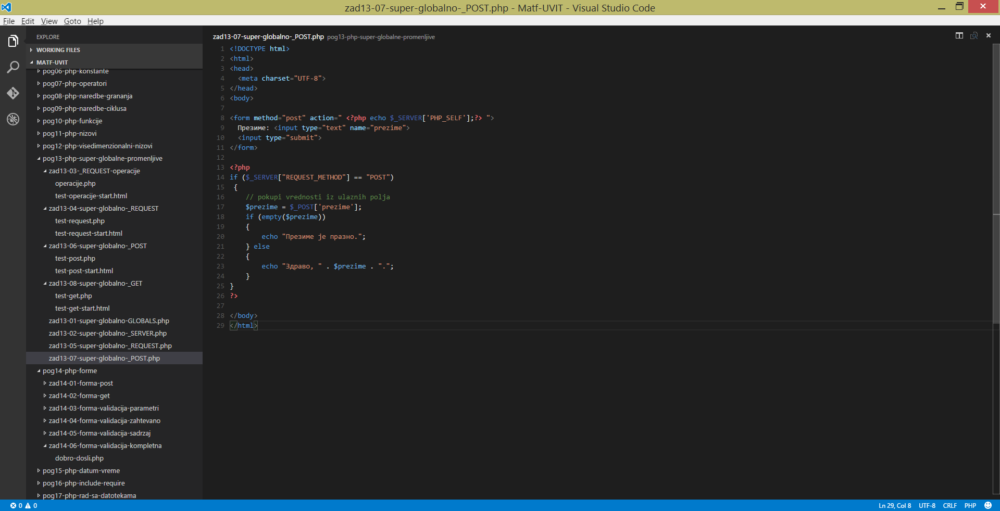 zad13-07-super-globalno-_POST.php - Matf-UVIT - Visual Studio Code
File Edit View Goto Help
EXPLORE
WORKING FILES
MATF-UVIT
pog06-php-konstante
pog07-php-operatori
pog08-php-naredbe-grananja
pog09-php-naredbe-ciklusa
pog10-php-funkcije
pog11-php-nizovi
pog12-php-visedimenzionalni-nizovi
pog13-php-super-globalne-promenljive
zad13-03-_REQUEST-operacije
operacije.php
test-operacije-start.html
zad13-04-super-globalno-_REQUEST
test-request.php
test-request-start.html
zad13-06-super-globalno-_POST
test-post.php
test-post-start.html
zad13-08-super-globalno-_GET
test-get.php
test-get-start.html
zad13-01-super-globalno-GLOBALS.php
zad13-02-super-globalno-_SERVER.php
zad13-05-super-globalno-_REQUEST.php
zad13-07-super-globalno-_POST.php
pog14-php-forme
zad14-01-forma-post
zad14-02-forma-get
zad14-03-forma-validacija-parametri
zad14-04-forma-validacija-zahtevano
zad14-05-forma-validacija-sadrzaj
zad14-06-forma-validacija-kompletna
dobro-dosli.php
pog15-php-datum-vreme
pog16-php-include-require
pog17-php-rad-sa-datotekama
zad13-07-super-globalno-_POST.php pog13-php-super-globalne-promenljive
1 <!DOCTYPE html>
2 <html>
3 <head>
4   <meta charset="UTF-8">
5 </head>
6 <body>
7
8 <form method="post" action=" <?php echo $_SERVER['PHP_SELF'];?> ">
9   Презиме: <input type="text" name="prezime">
10   <input type="submit">
11 </form>
12
13 <?php
14 if ($_SERVER["REQUEST_METHOD"] == "POST")
15  {
16     // pokupi vrednosti iz ulaznih polja
17     $prezime = $_POST['prezime'];
18     if (empty($prezime))
19     {
20         echo "Презиме је празно.";
21     } else
22     {
23         echo "Здраво, " . $prezime . ".";
24     }
25 }
26 ?>
27
28 </body>
29 </html>
0 0
Ln 29, Col 8 UTF-8 CRLF PHP